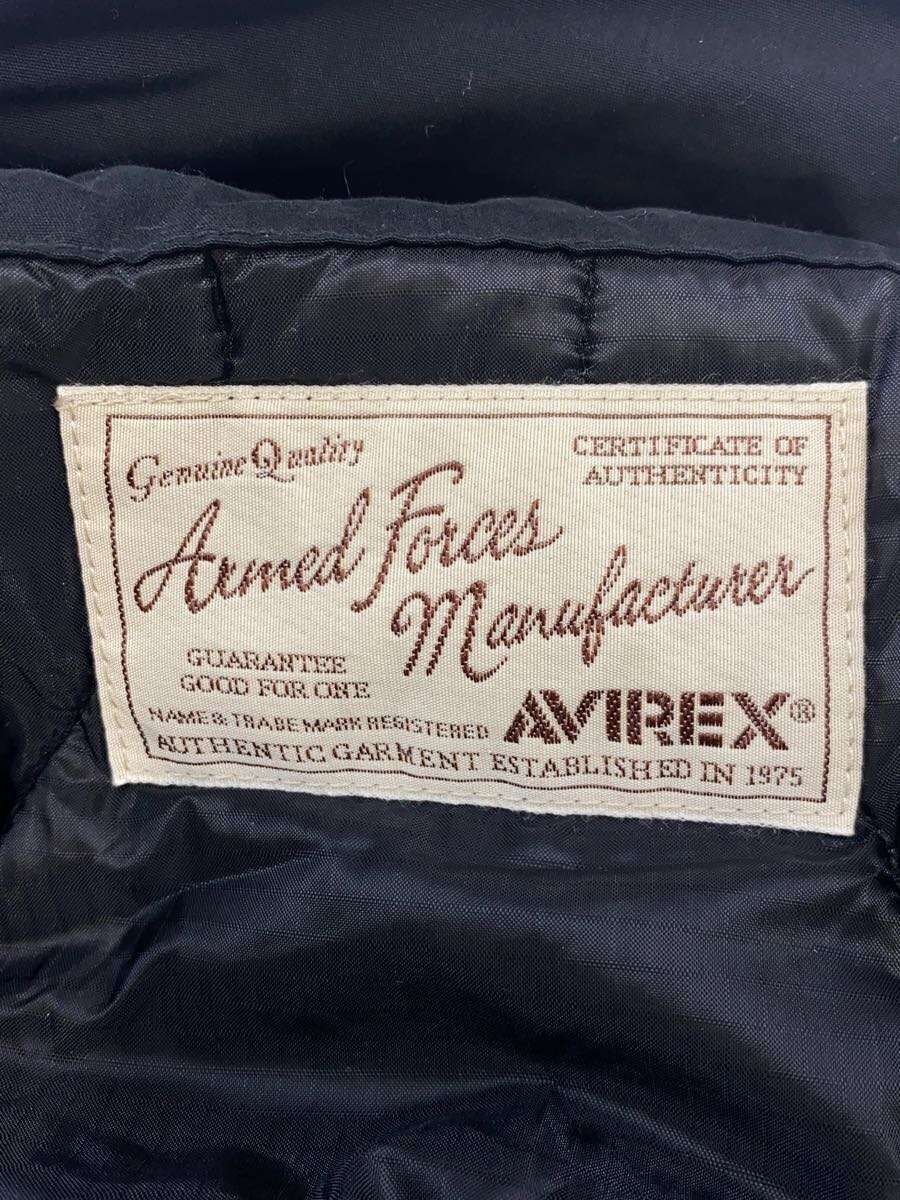 Genuine Quality
CERTIFICATE OF
AUTHENTICITY
Armed Forces
Manufacturer
GUARANTEE
GOOD FOR ONE
NAME & TRABE MARK REGISTERED
AVIREX®
AUTHENTIC GARMENT ESTABLISHED IN 1975